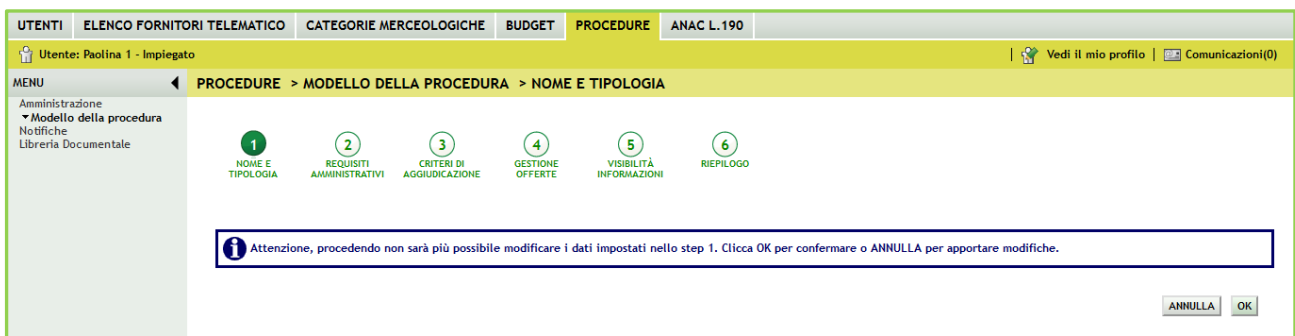 UTENTI ELENCO FORNITORI TELEMATICO CATEGORIE MERCEOLOGICHE BUDGET PROCEDURE ANAC L.190
Utente: Paolina 1 - Impiegato | Vedi il mio profilo | Comunicazioni(0)
MENU
Amministrazione
Modello della procedura
Notifiche
Libreria Documentale
PROCEDURE > MODELLO DELLA PROCEDURA > NOME E TIPOLOGIA
1 2 3 4 5 6
NOME E REQUISITI CRITERI DI GESTIONE VISIBILITÀ RIEPILOGO
TIPOLOGIA AMMINISTRATIVI AGGIUDICAZIONE OFFERTE INFORMAZIONI
Attenzione, procedendo non sarà più possibile modificare i dati impostati nello step 1. Clicca OK per confermare o ANNULLA per apportare modifiche.
ANNULLA OK